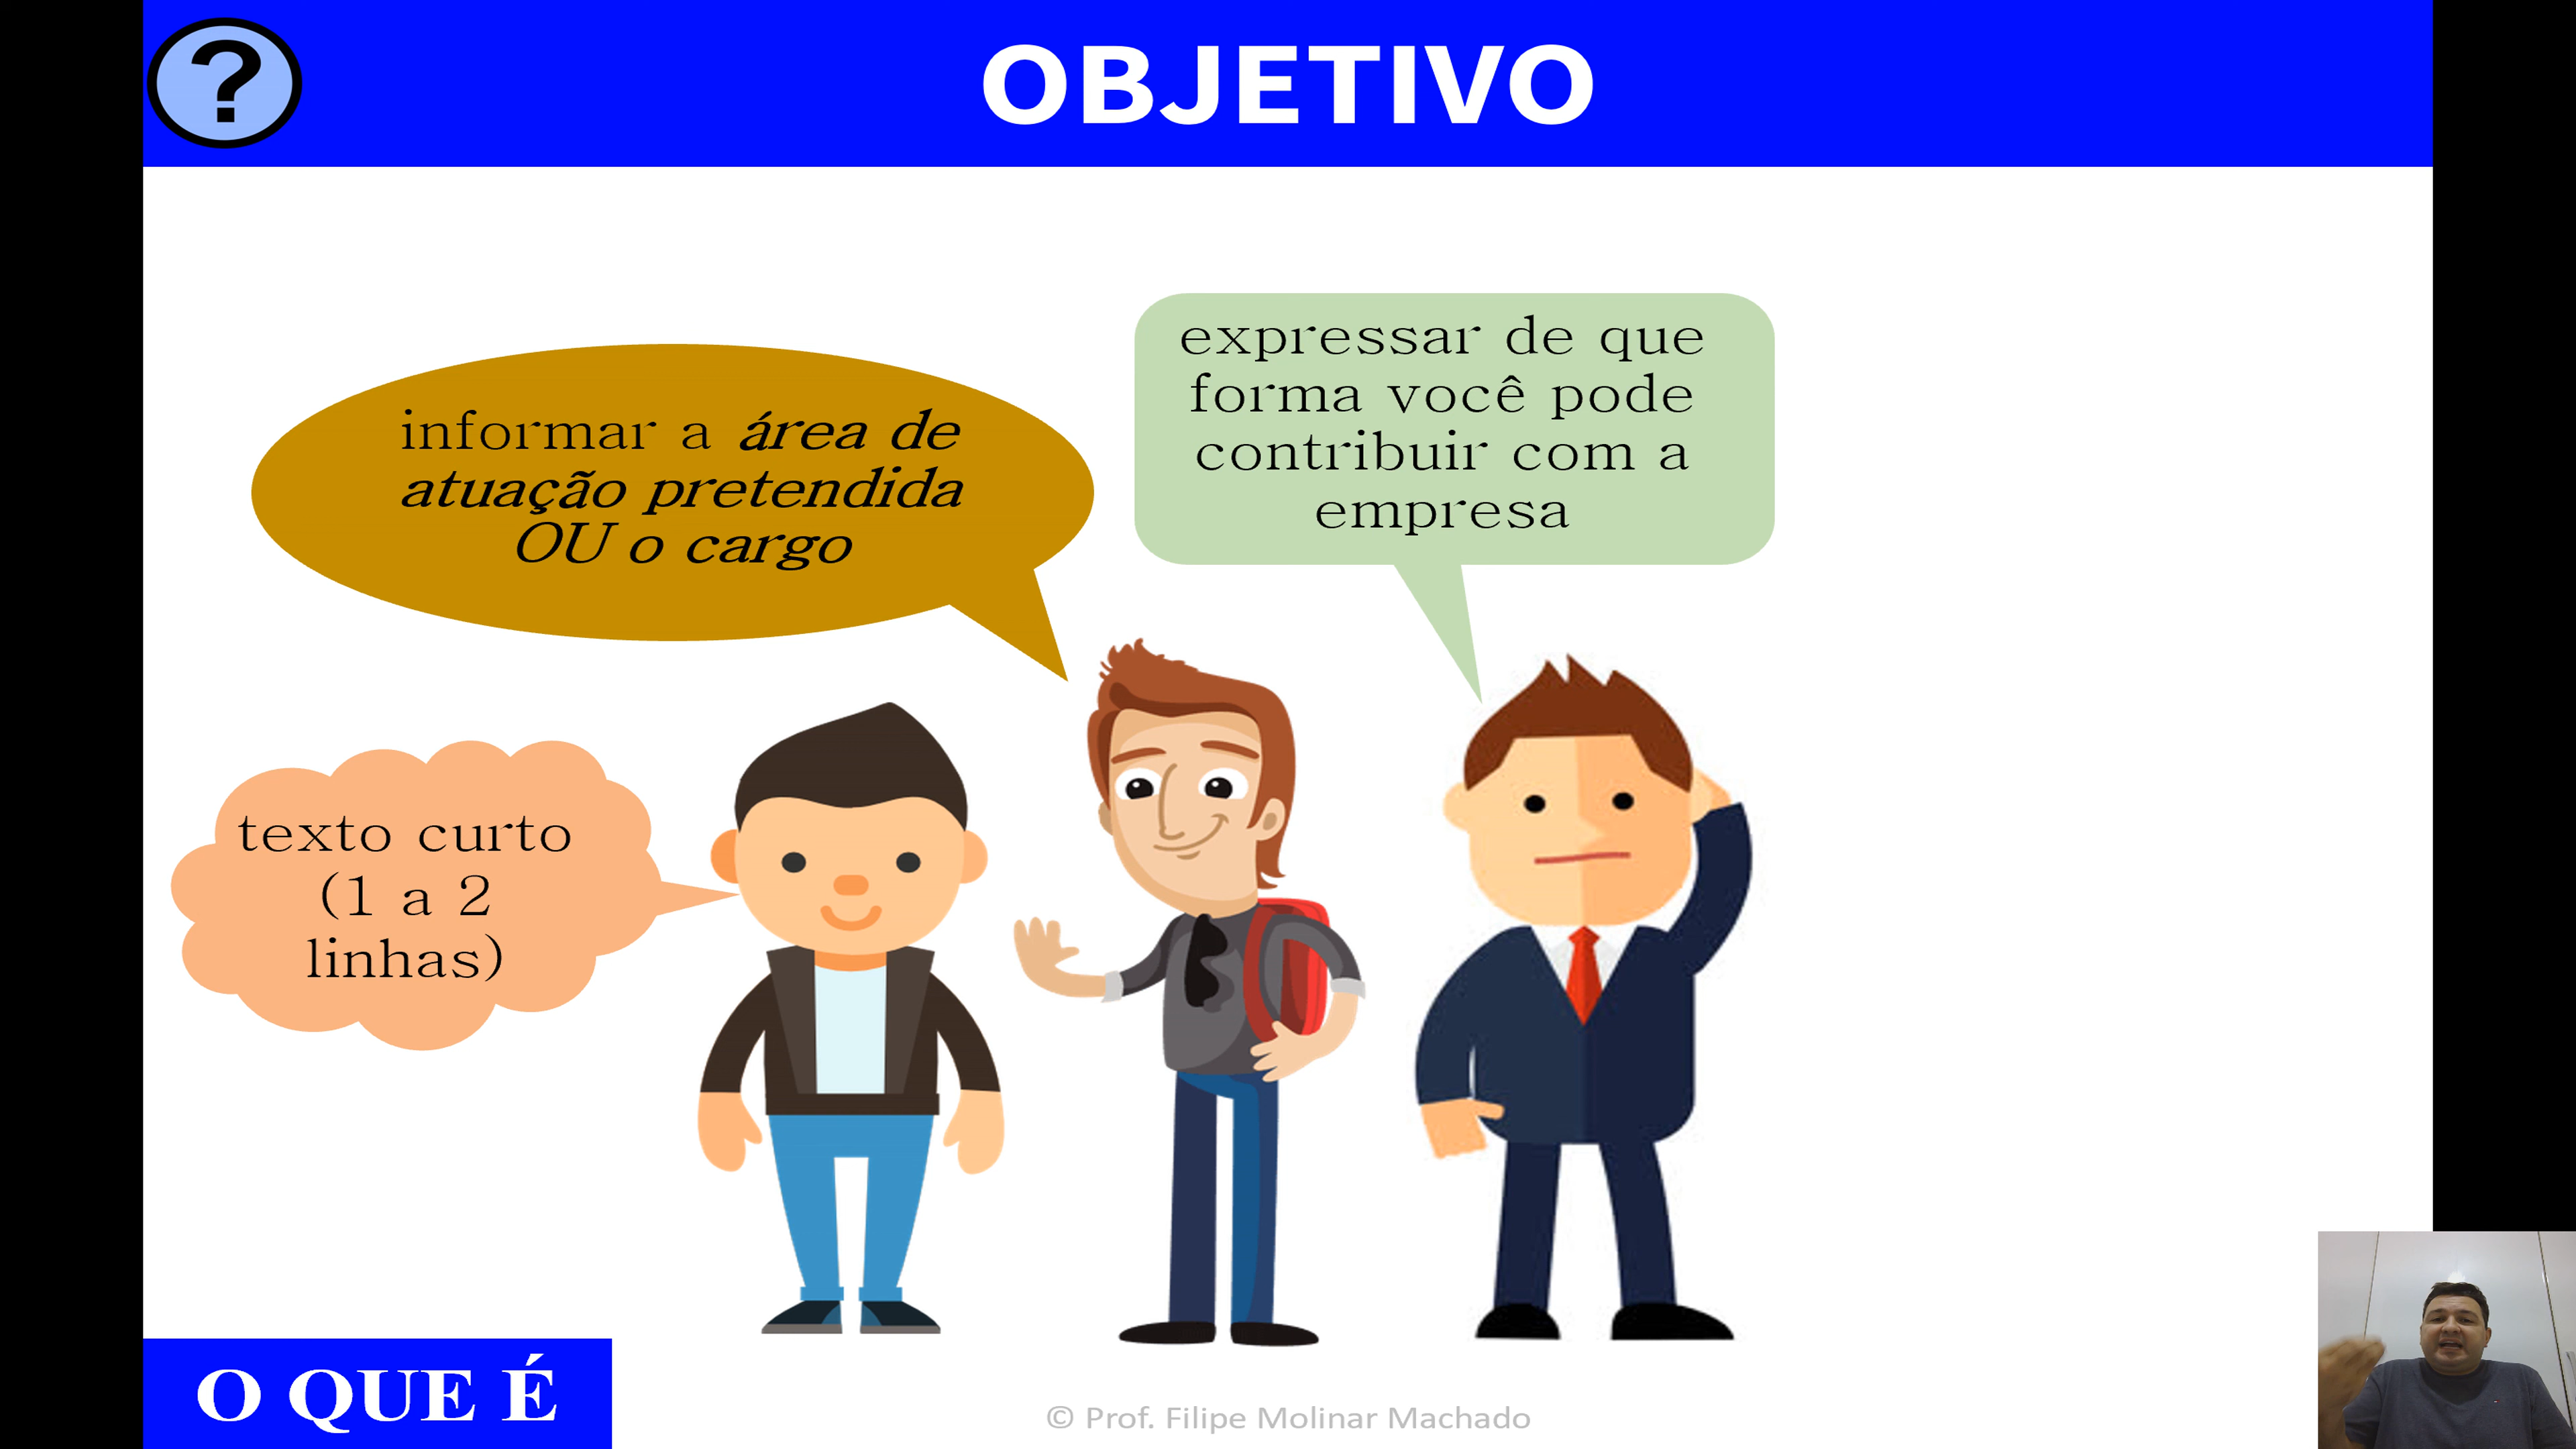 ?
OBJETIVO
expressar de que
forma você pode
contribuir com a
empresa
informar a área de
atuação pretendida
OU o cargo
texto curto
(1 a 2
linhas)
O QUE É
© Prof. Filipe Molinar Machado